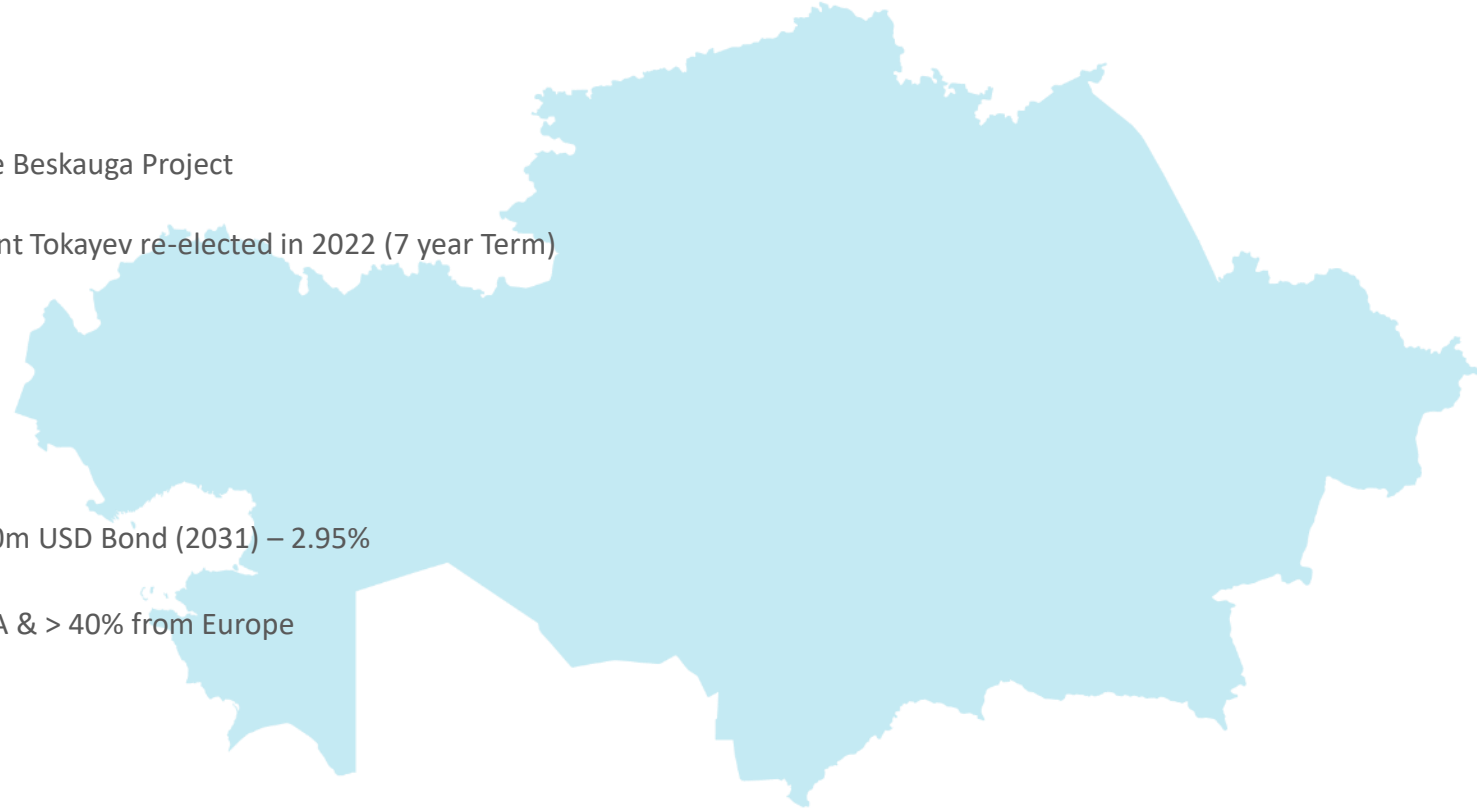 e Beskauga Project
nt Tokayev re-elected in 2022 (7 year Term)
0m USD Bond (2031) – 2.95%
A & > 40% from Europe